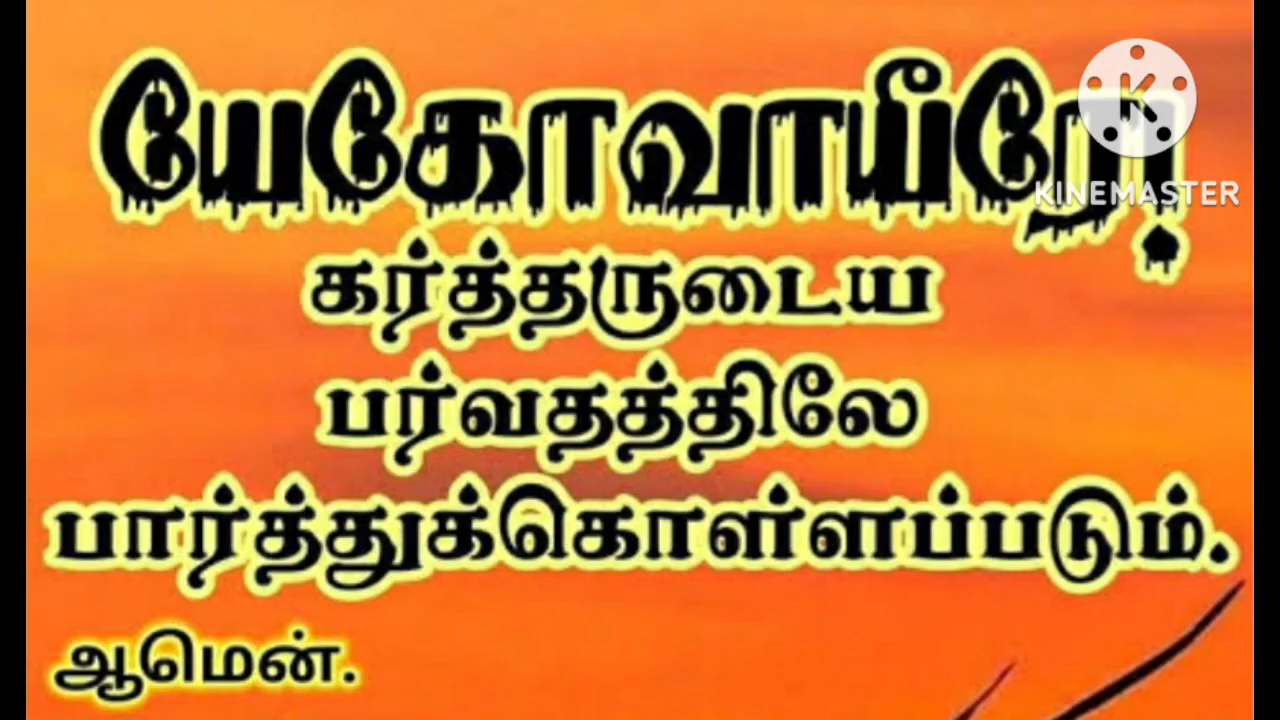 யேகோவாயீரே!
KINEMASTER
கர்த்தருடைய
பர்வதத்திலே
பார்த்துக்கொள்ளப்படும்.
ஆமென்.